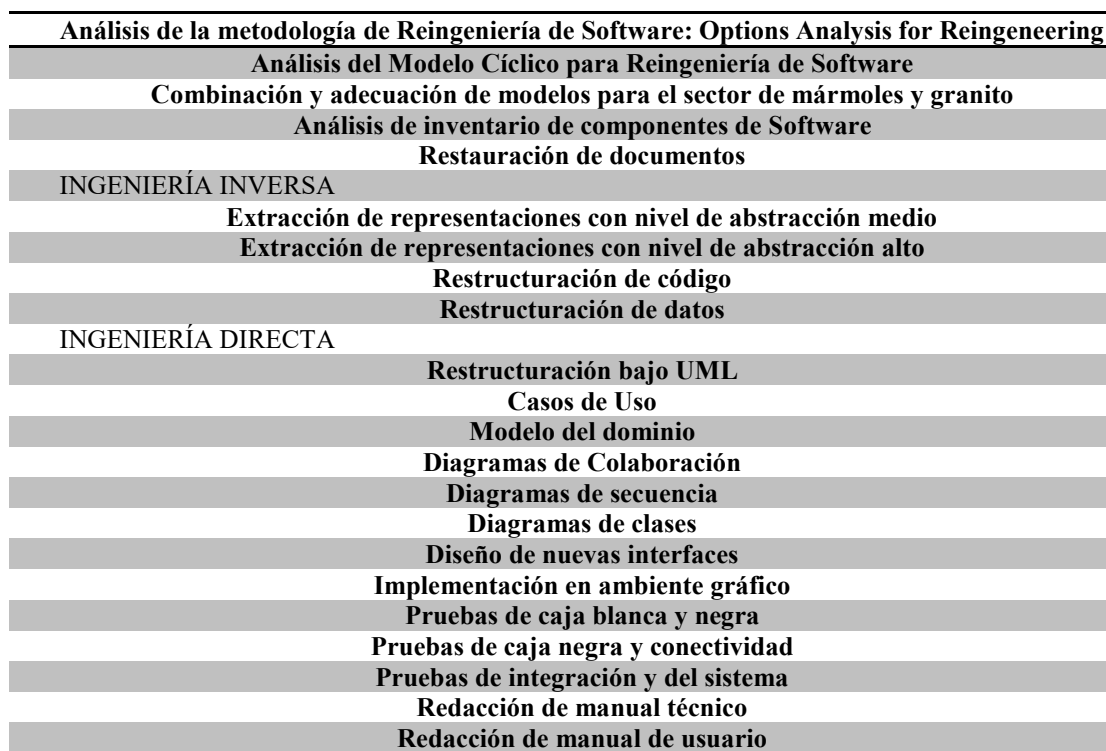 Análisis de la metodología de Reingeniería de Software: Options Analysis for Reingeneering
Análisis del Modelo Cíclico para Reingeniería de Software
Combinación y adecuación de modelos para el sector de mármoles y granito
Análisis de inventario de componentes de Software
Restauración de documentos
INGENIERÍA INVERSA
Extracción de representaciones con nivel de abstracción medio
Extracción de representaciones con nivel de abstracción alto
Restructuración de código
Restructuración de datos
INGENIERÍA DIRECTA
Restructuración bajo UML
Casos de Uso
Modelo del dominio
Diagramas de Colaboración
Diagramas de secuencia
Diagramas de clases
Diseño de nuevas interfaces
Implementación en ambiente gráfico
Pruebas de caja blanca y negra
Pruebas de caja negra y conectividad
Pruebas de integración y del sistema
Redacción de manual técnico
Redacción de manual de usuario